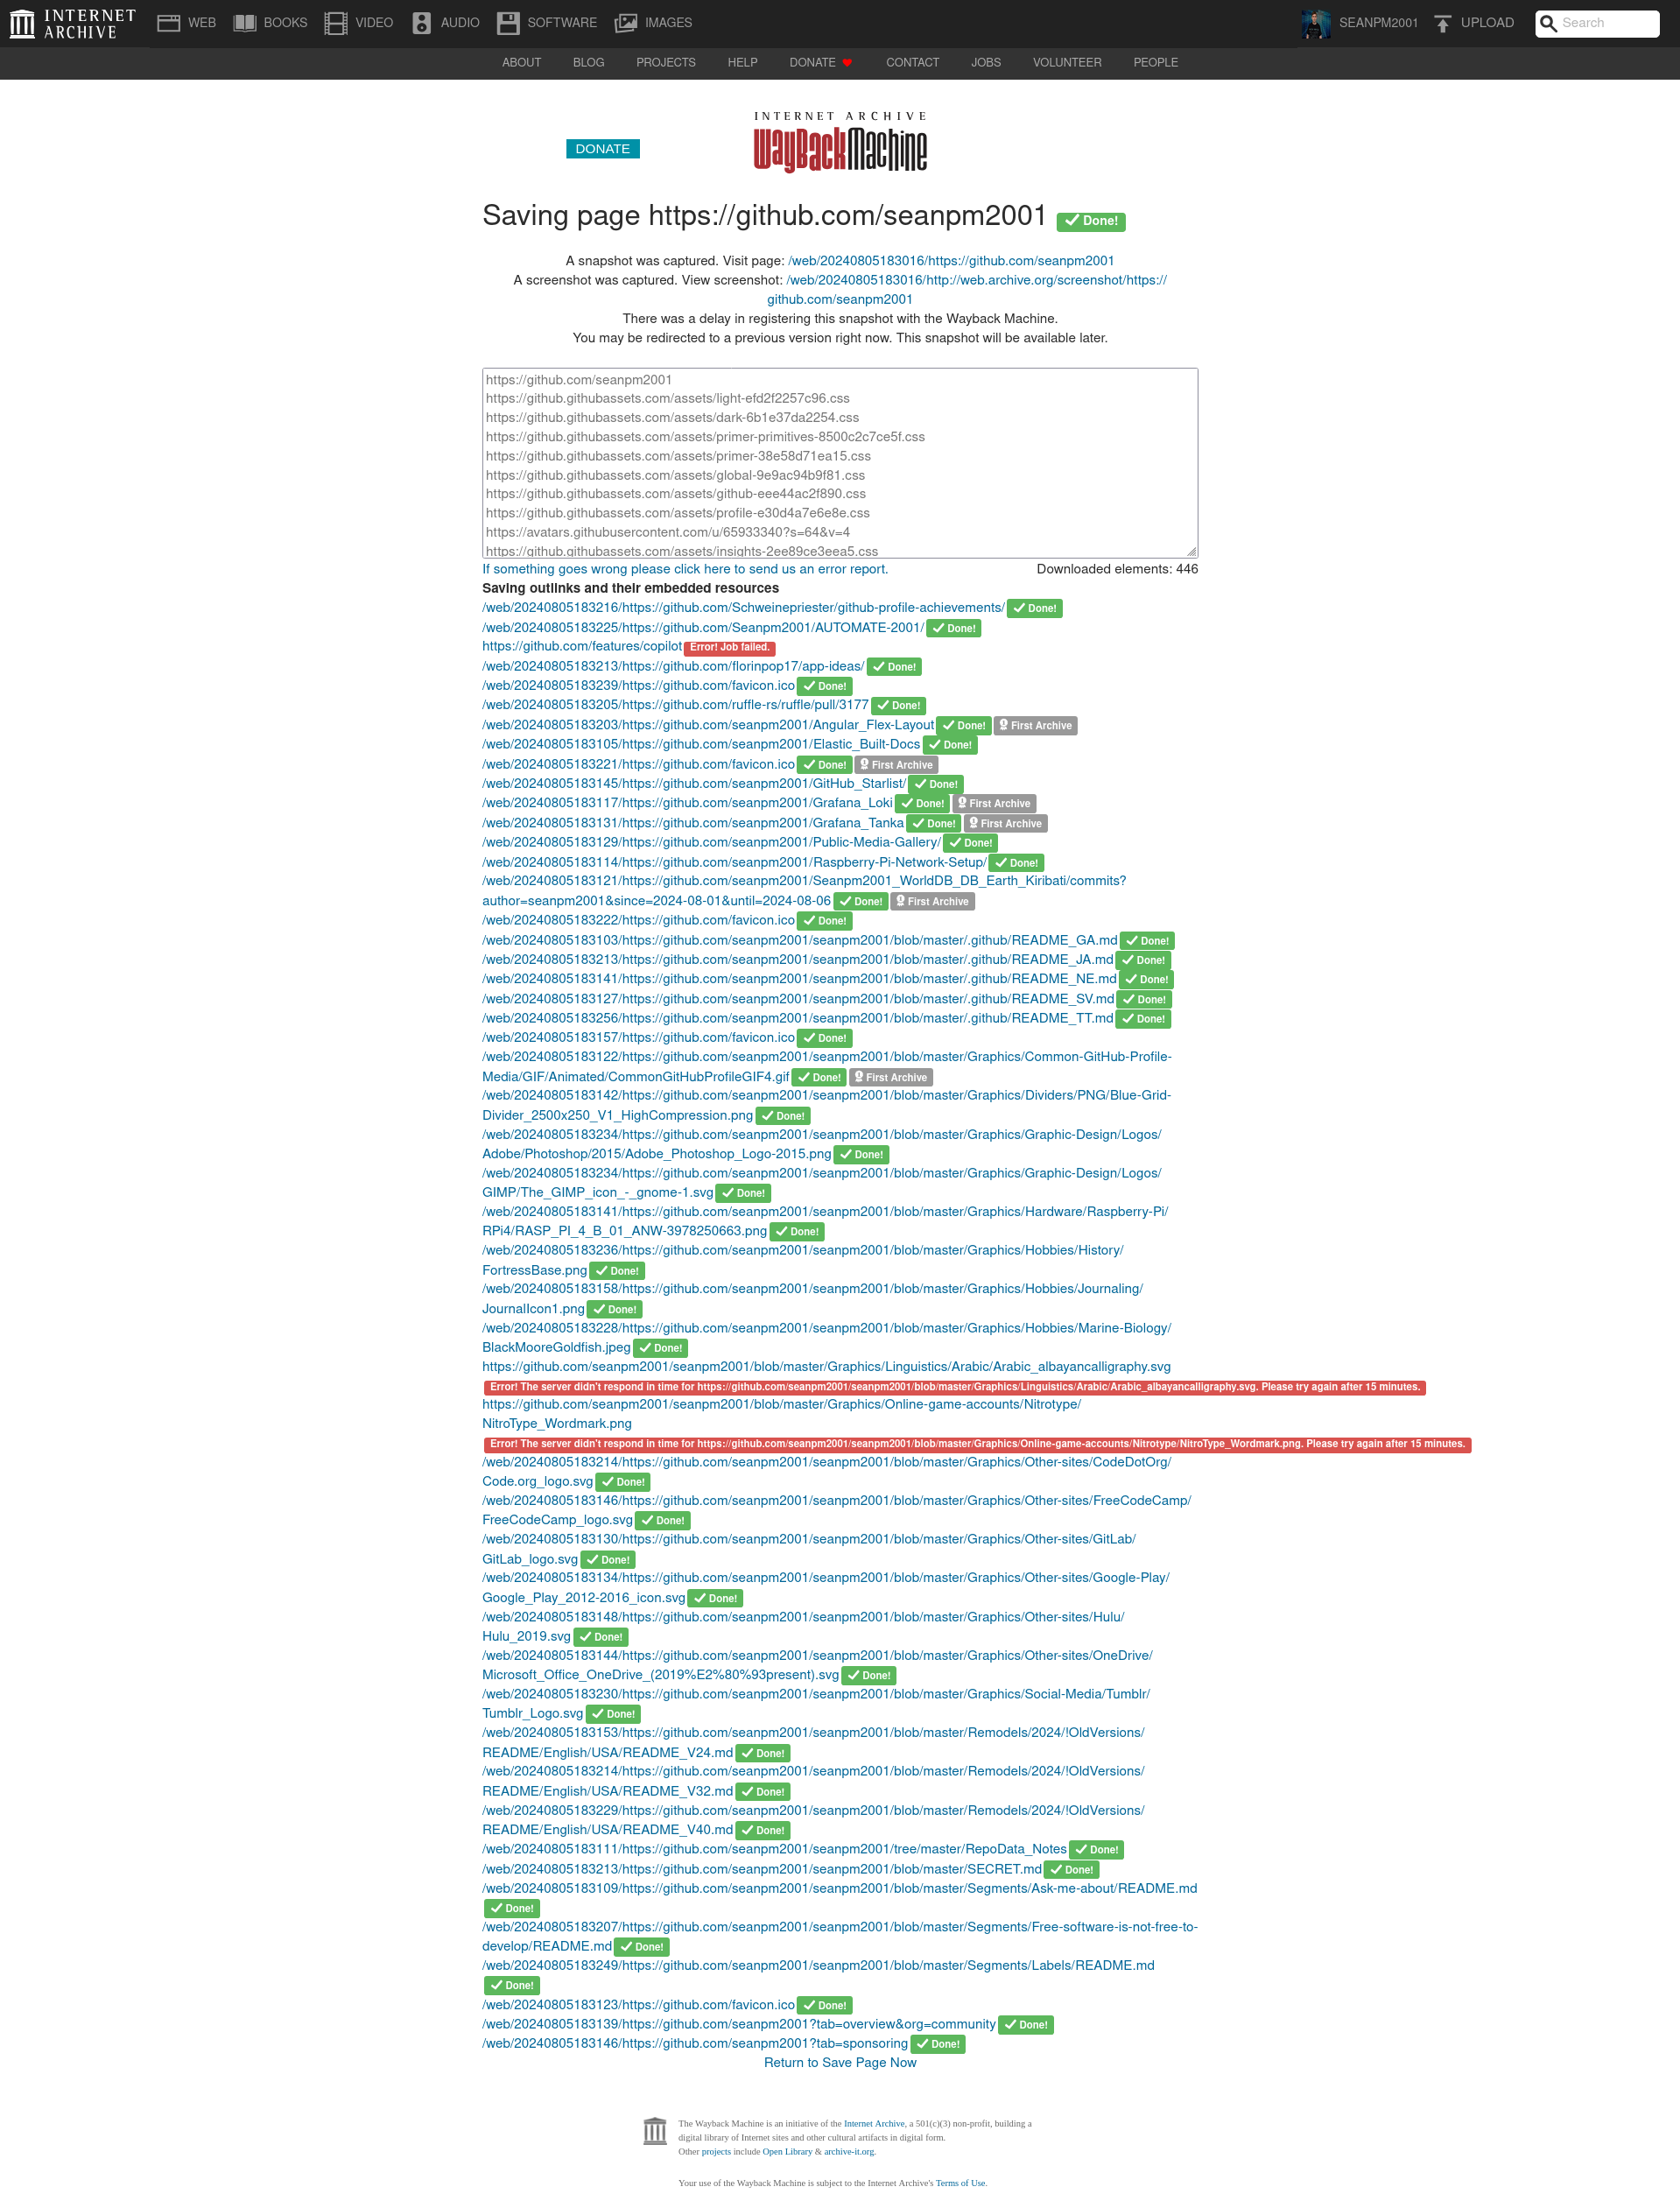 INTERNET ARCHIVE
WEB BOOKS VIDEO AUDIO SOFTWARE IMAGES SEANPM2001 UPLOAD Search
ABOUT BLOG PROJECTS HELP DONATE CONTACT JOBS VOLUNTEER PEOPLE
INTERNET ARCHIVE
DONATE WayBackMachine
Saving page https://github.com/seanpm2001 Done!
A snapshot was captured. Visit page: /web/20240805183016/https://github.com/seanpm2001
A screenshot was captured. View screenshot: /web/20240805183016/http://web.archive.org/screenshot/https://
github.com/seanpm2001
There was a delay in registering this snapshot with the Wayback Machine.
You may be redirected to a previous version right now. This snapshot will be available later.
https://github.com/seanpm2001
https://github.githubassets.com/assets/light-efd2f2257c96.css
https://github.githubassets.com/assets/dark-6b1e37da2254.css
https://github.githubassets.com/assets/primer-primitives-8500c2c7ce5f.css
https://github.githubassets.com/assets/primer-38e58d71ea15.css
https://github.githubassets.com/assets/global-9e9ac94b9f81.css
https://github.githubassets.com/assets/github-eee44ac2f890.css
https://github.githubassets.com/assets/profile-e30d4a7e6e8e.css
https://avatars.githubusercontent.com/u/65933340?s=64&v=4
https://github.githubassets.com/assets/insights-2ee89ce3eea5.css
If something goes wrong please click here to send us an error report. Downloaded elements: 446
Saving outlinks and their embedded resources
/web/20240805183216/https://github.com/Schweinepriester/github-profile-achievements/ Done!
/web/20240805183225/https://github.com/Seanpm2001/AUTOMATE-2001/ Done!
https://github.com/features/copilot Error! Job failed.
/web/20240805183213/https://github.com/florinpop17/app-ideas/ Done!
/web/20240805183239/https://github.com/favicon.ico Done!
/web/20240805183205/https://github.com/ruffle-rs/ruffle/pull/3177 Done!
/web/20240805183203/https://github.com/seanpm2001/Angular_Flex-Layout Done! First Archive
/web/20240805183105/https://github.com/seanpm2001/Elastic_Built-Docs Done!
/web/20240805183221/https://github.com/favicon.ico Done! First Archive
/web/20240805183145/https://github.com/seanpm2001/GitHub_Starlist/ Done!
/web/20240805183117/https://github.com/seanpm2001/Grafana_Loki Done! First Archive
/web/20240805183131/https://github.com/seanpm2001/Grafana_Tanka Done! First Archive
/web/20240805183129/https://github.com/seanpm2001/Public-Media-Gallery/ Done!
/web/20240805183114/https://github.com/seanpm2001/Raspberry-Pi-Network-Setup/ Done!
/web/20240805183121/https://github.com/seanpm2001/Seanpm2001_WorldDB_DB_Earth_Kiribati/commits?
author=seanpm2001&since=2024-08-01&until=2024-08-06 Done! First Archive
/web/20240805183222/https://github.com/favicon.ico Done!
/web/20240805183103/https://github.com/seanpm2001/seanpm2001/blob/master/.github/README_GA.md Done!
/web/20240805183213/https://github.com/seanpm2001/seanpm2001/blob/master/.github/README_JA.md Done!
/web/20240805183141/https://github.com/seanpm2001/seanpm2001/blob/master/.github/README_NE.md Done!
/web/20240805183127/https://github.com/seanpm2001/seanpm2001/blob/master/.github/README_SV.md Done!
/web/20240805183256/https://github.com/seanpm2001/seanpm2001/blob/master/.github/README_TT.md Done!
/web/20240805183157/https://github.com/favicon.ico Done!
/web/20240805183122/https://github.com/seanpm2001/seanpm2001/blob/master/Graphics/Common-GitHub-Profile-
Media/GIF/Animated/CommonGitHubProfileGIF4.gif Done! First Archive
/web/20240805183142/https://github.com/seanpm2001/seanpm2001/blob/master/Graphics/Dividers/PNG/Blue-Grid-
Divider_2500x250_V1_HighCompression.png Done!
/web/20240805183234/https://github.com/seanpm2001/seanpm2001/blob/master/Graphics/Graphic-Design/Logos/
Adobe/Photoshop/2015/Adobe_Photoshop_Logo-2015.png Done!
/web/20240805183234/https://github.com/seanpm2001/seanpm2001/blob/master/Graphics/Graphic-Design/Logos/
GIMP/The_GIMP_icon_-_gnome-1.svg Done!
/web/20240805183141/https://github.com/seanpm2001/seanpm2001/blob/master/Graphics/Hardware/Raspberry-Pi/
RPi4/RASP_PI_4_B_01_ANW-3978250663.png Done!
/web/20240805183236/https://github.com/seanpm2001/seanpm2001/blob/master/Graphics/Hobbies/History/
FortressBase.png Done!
/web/20240805183158/https://github.com/seanpm2001/seanpm2001/blob/master/Graphics/Hobbies/Journaling/
JournalIcon1.png Done!
/web/20240805183228/https://github.com/seanpm2001/seanpm2001/blob/master/Graphics/Hobbies/Marine-Biology/
BlackMooreGoldfish.jpeg Done!
https://github.com/seanpm2001/seanpm2001/blob/master/Graphics/Linguistics/Arabic/Arabic_albayancalligraphy.svg
Error! The server didn't respond in time for https://github.com/seanpm2001/seanpm2001/blob/master/Graphics/Linguistics/Arabic/Arabic_albayancalligraphy.svg. Please try again after 15 minutes.
https://github.com/seanpm2001/seanpm2001/blob/master/Graphics/Online-game-accounts/Nitrotype/
NitroType_Wordmark.png
Error! The server didn't respond in time for https://github.com/seanpm2001/seanpm2001/blob/master/Graphics/Online-game-accounts/Nitrotype/NitroType_Wordmark.png. Please try again after 15 minutes.
/web/20240805183214/https://github.com/seanpm2001/seanpm2001/blob/master/Graphics/Other-sites/CodeDotOrg/
Code.org_logo.svg Done!
/web/20240805183146/https://github.com/seanpm2001/seanpm2001/blob/master/Graphics/Other-sites/FreeCodeCamp/
FreeCodeCamp_logo.svg Done!
/web/20240805183130/https://github.com/seanpm2001/seanpm2001/blob/master/Graphics/Other-sites/GitLab/
GitLab_logo.svg Done!
/web/20240805183134/https://github.com/seanpm2001/seanpm2001/blob/master/Graphics/Other-sites/Google-Play/
Google_Play_2012-2016_icon.svg Done!
/web/20240805183148/https://github.com/seanpm2001/seanpm2001/blob/master/Graphics/Other-sites/Hulu/
Hulu_2019.svg Done!
/web/20240805183144/https://github.com/seanpm2001/seanpm2001/blob/master/Graphics/Other-sites/OneDrive/
Microsoft_Office_OneDrive_(2019%E2%80%93present).svg Done!
/web/20240805183230/https://github.com/seanpm2001/seanpm2001/blob/master/Graphics/Social-Media/Tumblr/
Tumblr_Logo.svg Done!
/web/20240805183153/https://github.com/seanpm2001/seanpm2001/blob/master/Remodels/2024/!OldVersions/
README/English/USA/README_V24.md Done!
/web/20240805183214/https://github.com/seanpm2001/seanpm2001/blob/master/Remodels/2024/!OldVersions/
README/English/USA/README_V32.md Done!
/web/20240805183229/https://github.com/seanpm2001/seanpm2001/blob/master/Remodels/2024/!OldVersions/
README/English/USA/README_V40.md Done!
/web/20240805183111/https://github.com/seanpm2001/seanpm2001/tree/master/RepoData_Notes Done!
/web/20240805183213/https://github.com/seanpm2001/seanpm2001/blob/master/SECRET.md Done!
/web/20240805183109/https://github.com/seanpm2001/seanpm2001/blob/master/Segments/Ask-me-about/README.md
Done!
/web/20240805183207/https://github.com/seanpm2001/seanpm2001/blob/master/Segments/Free-software-is-not-free-to-
develop/README.md Done!
/web/20240805183249/https://github.com/seanpm2001/seanpm2001/blob/master/Segments/Labels/README.md
Done!
/web/20240805183123/https://github.com/favicon.ico Done!
/web/20240805183139/https://github.com/seanpm2001?tab=overview&org=community Done!
/web/20240805183146/https://github.com/seanpm2001?tab=sponsoring Done!
Return to Save Page Now
The Wayback Machine is an initiative of the Internet Archive, a 501(c)(3) non-profit, building a
digital library of Internet sites and other cultural artifacts in digital form.
Other projects include Open Library & archive-it.org.
Your use of the Wayback Machine is subject to the Internet Archive's Terms of Use.